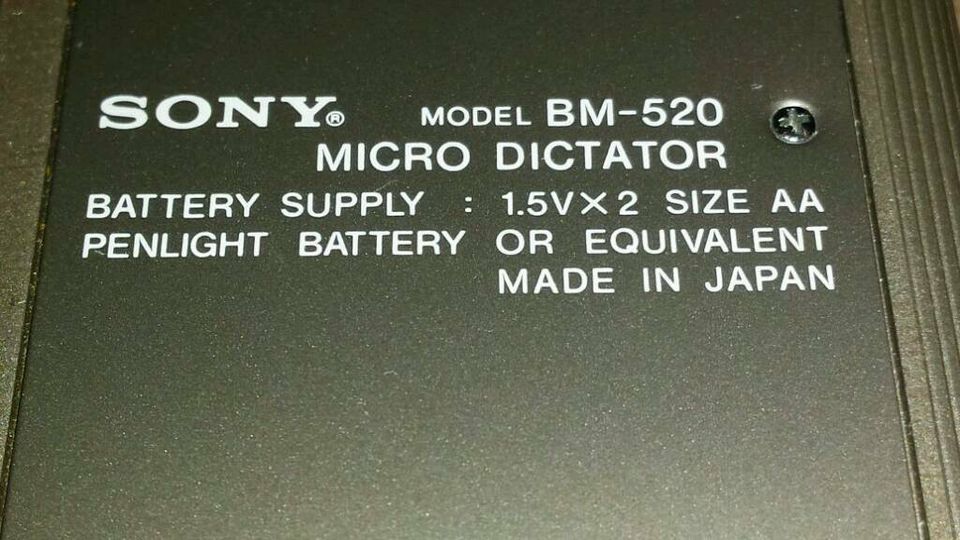 SONY® MODEL BM-520
MICRO DICTATOR
BATTERY SUPPLY : 1.5V×2 SIZE AA
PENLIGHT BATTERY OR EQUIVALENT
MADE IN JAPAN